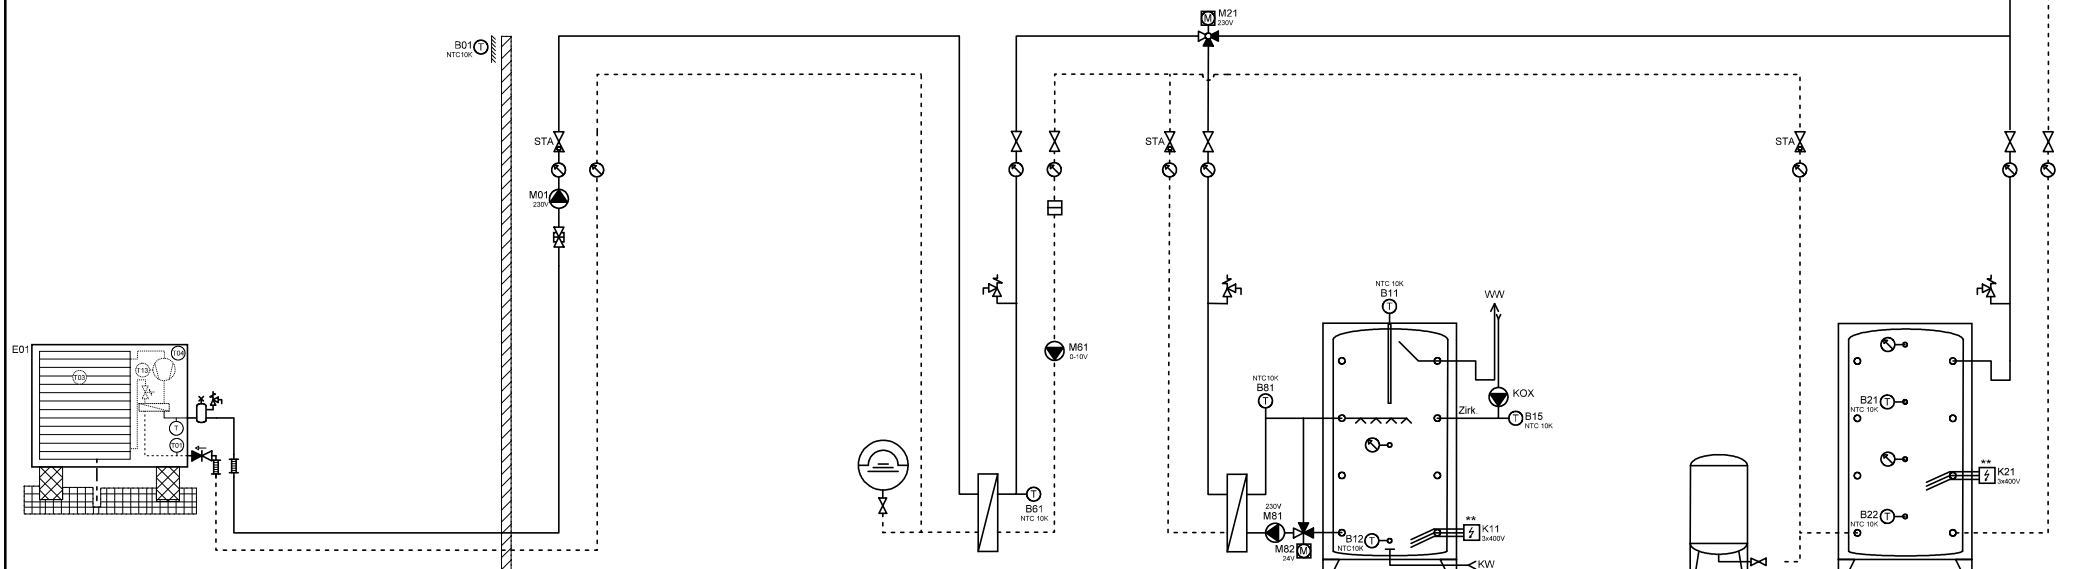 M21
230V
M
B01
T
NTC10K
STA
STA
STA
M01
230V
NTC 10K
B11
T
WW
E01
T04
T13
T03
T
T01
M61
0-10V
NTC10K
B81
T
KOX
Zirk.
B15
T
NTC 10K
B21
T
NTC 10K
**
K21
3x400V
T
B61
NTC 10K
230V
M81
M82
24V
M
B12
T
NTC10K
**
K11
3x400V
B22
T
NTC 10K
KW